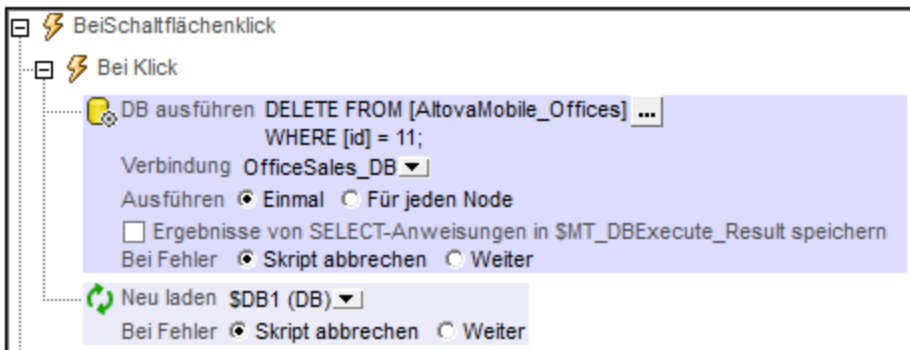 BeiSchaltflächenklick
Bei Klick
DB ausführen DELETE FROM [AltovaMobile_Offices] ...
WHERE [id] = 11;
Verbindung OfficeSales_DB
Ausführen Einmal Für jeden Node
Ergebnisse von SELECT-Anweisungen in $MT_DBExecute_Result speichern
Bei Fehler Skript abbrechen Weiter
Neu laden $DB1 (DB)
Bei Fehler Skript abbrechen Weiter